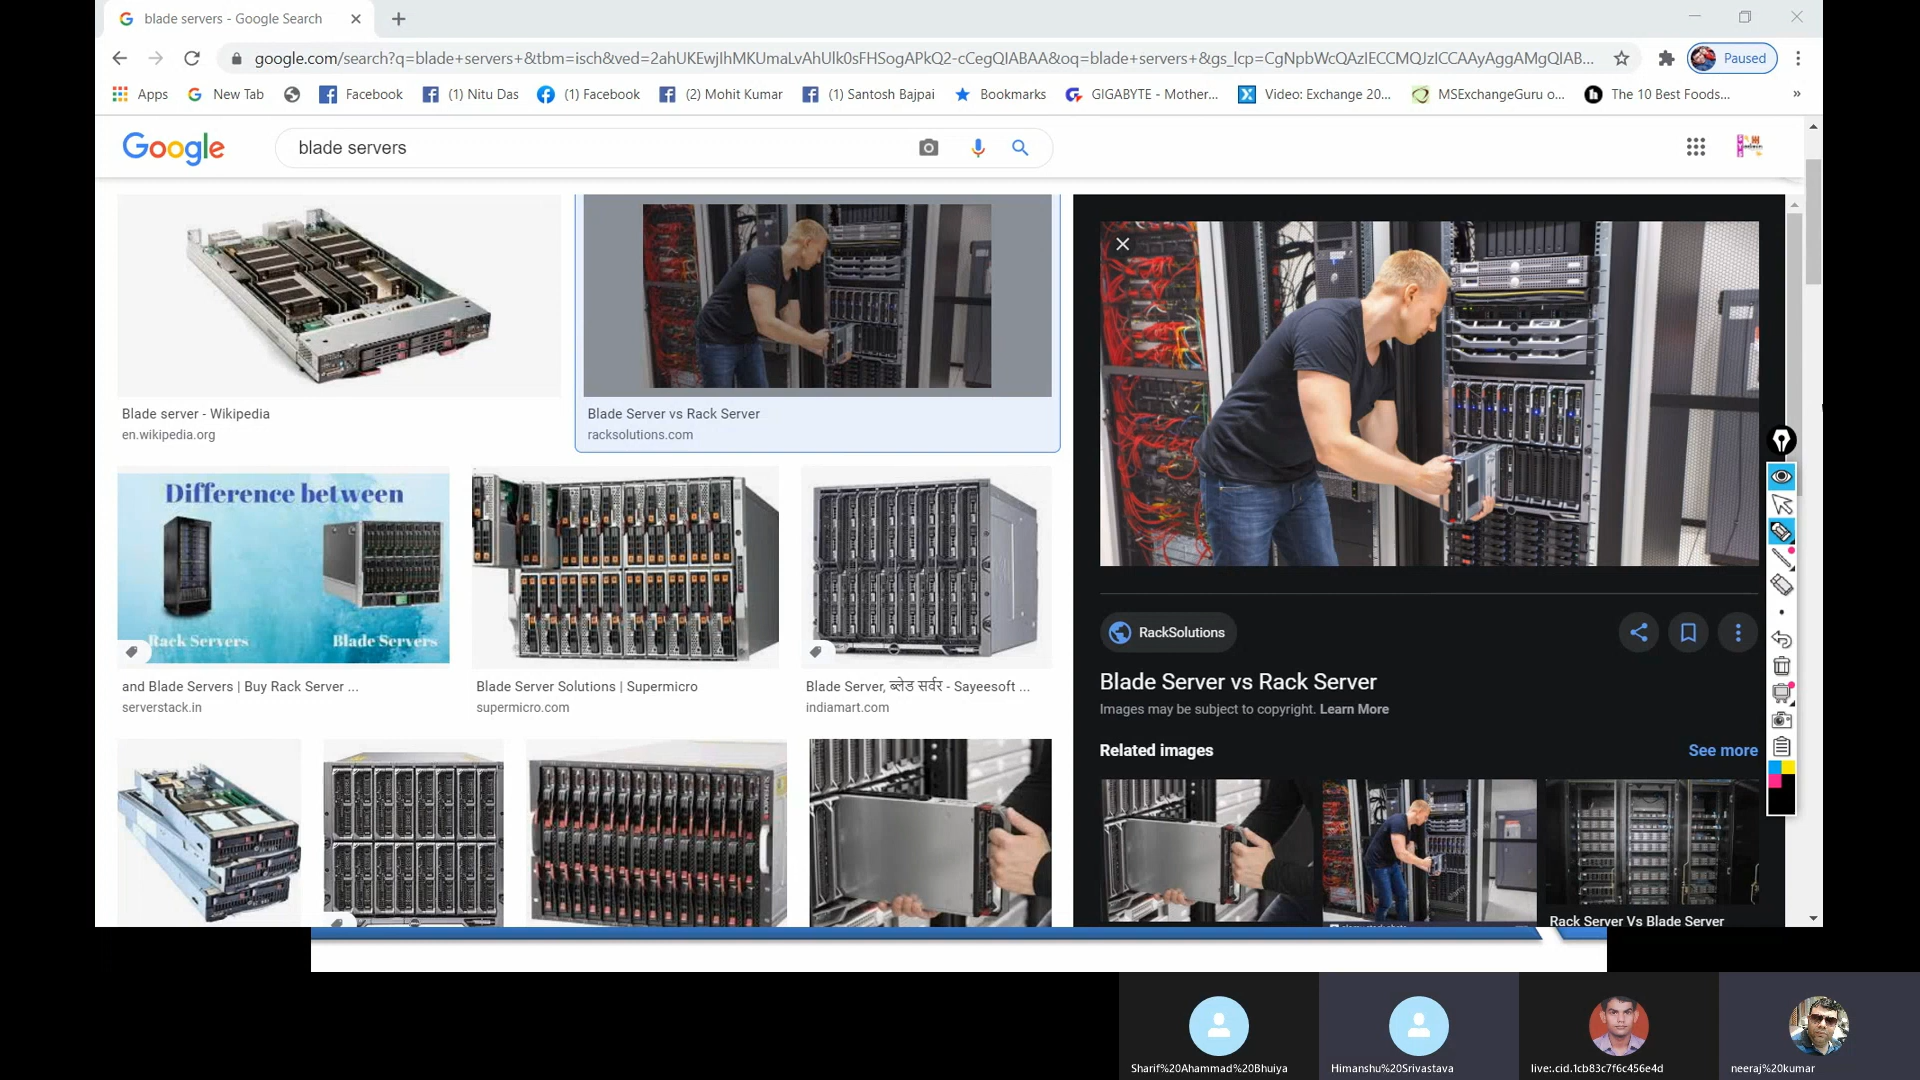 blade servers - Google Search
google.com/search?q=blade+servers+&tbm=isch&ved=2ahUKEwjIhMKUmaLvAhUlk0sFHSogAPkQ2-cCegQIABAA&oq=blade+servers+&gs_lcp=CgNpbWcQAzIECCMQJzICCAAyAggAMgQIAB...
Paused
Apps
New Tab
Facebook
(1) Nitu Das
(1) Facebook
(2) Mohit Kumar
(1) Santosh Bajpai
Bookmarks
GIGABYTE - Mother...
Video: Exchange 20...
MSExchangeGuru o...
The 10 Best Foods...
»
Google
blade servers
Blade server - Wikipedia
en.wikipedia.org
Blade Server vs Rack Server
racksolutions.com
Difference between
Rack Servers
Blade Servers
and Blade Servers | Buy Rack Server ...
serverstack.in
Blade Server Solutions | Supermicro
supermicro.com
Blade Server, ब्लेड सर्वर - Sayeesoft ...
indiamart.com
RackSolutions
Blade Server vs Rack Server
Images may be subject to copyright. Learn More
Related images
See more
Rack Server Vs Blade Server
Sharif%20Ahammad%20Bhuiya
Himanshu%20Srivastava
live:.cid.1cb83c7f6c456e4d
neeraj%20kumar